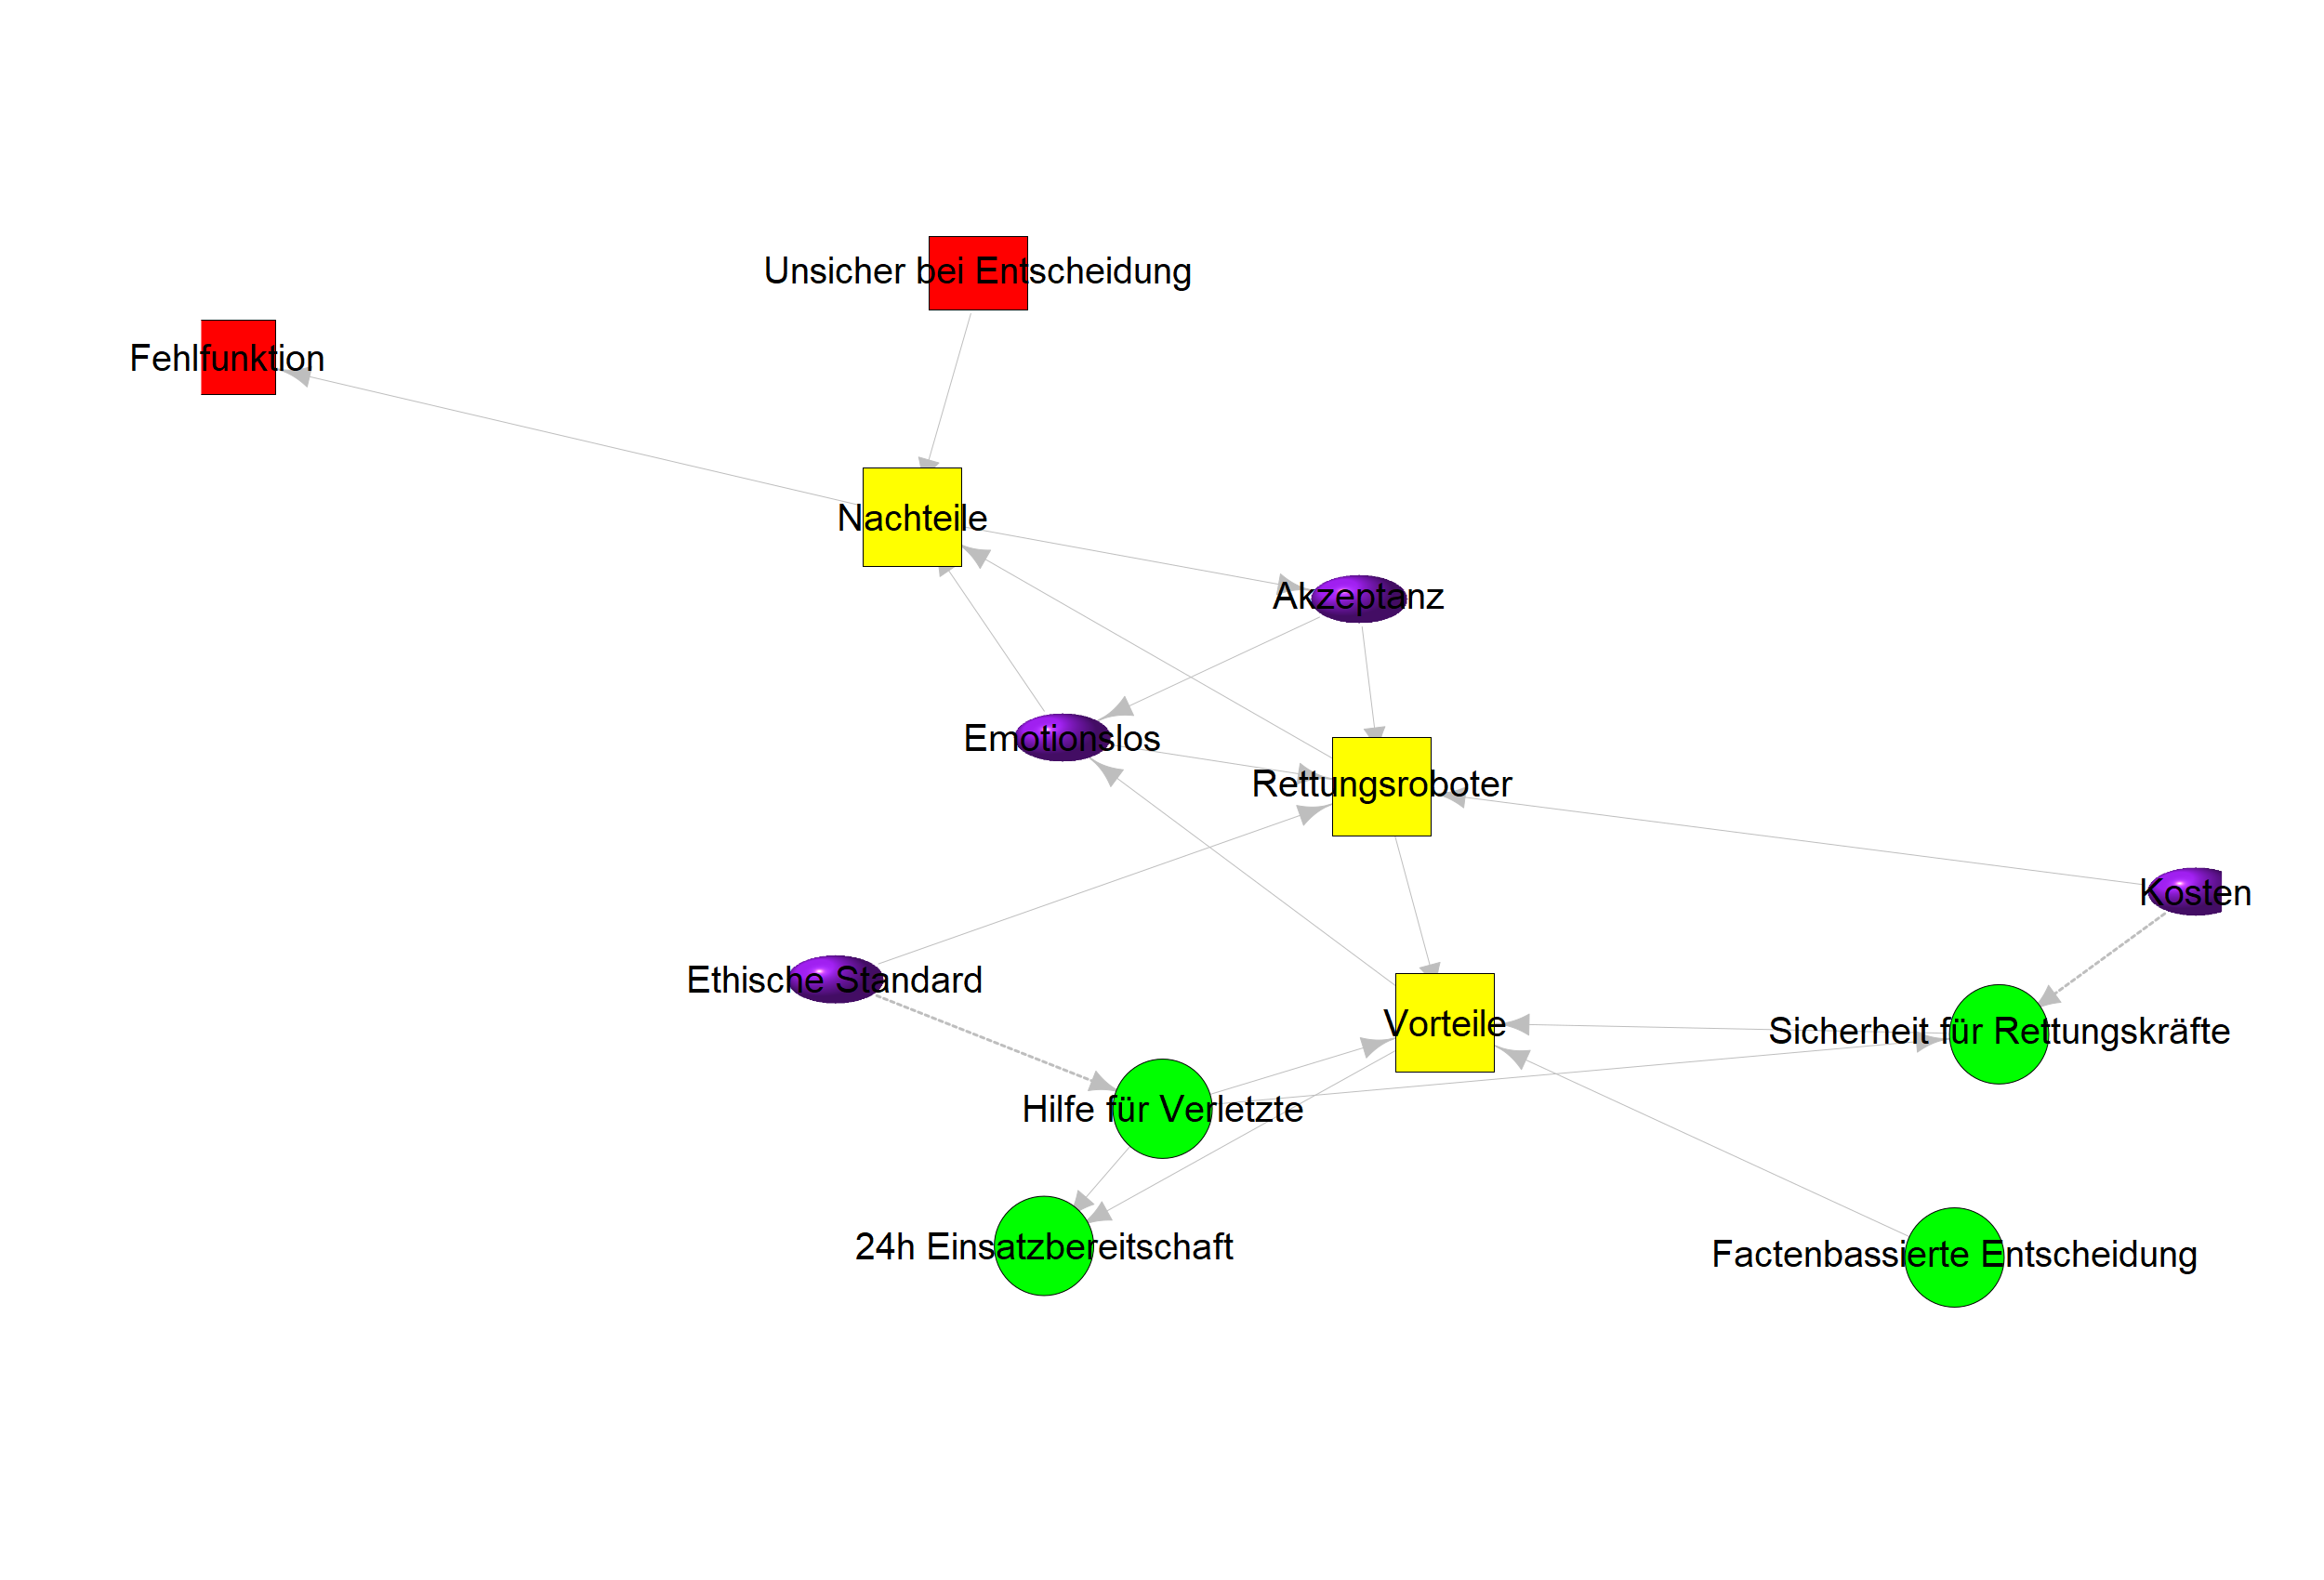 Unsicher bei Entscheidung
Fehlfunktion
Nachteile
Akzeptanz
Emotionslos
Rettungsroboter
Kosten
Ethische Standard
Vorteile
Sicherheit für Rettungskräfte
Hilfe für Verletzte
24h Einsatzbereitschaft
Factenbassierte Entscheidung